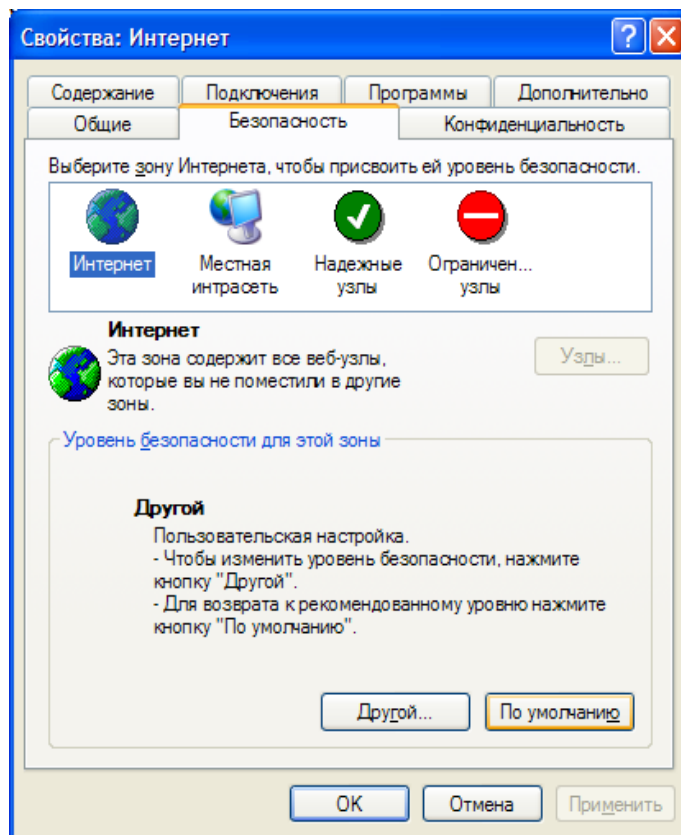 Свойства: Интернет
Содержание Подключения Программы Дополнительно
Общие Безопасность Конфиденциальность
Выберите зону Интернета, чтобы присвоить ей уровень безопасности.
Интернет Местная интрасеть Надежные узлы Ограничен... узлы
Интернет
Эта зона содержит все веб-узлы,
которые вы не поместили в другие
зоны.
Узлы...
Уровень безопасности для этой зоны
Другой
Пользовательская настройка.
- Чтобы изменить уровень безопасности, нажмите
кнопку "Другой".
- Для возврата к рекомендованному уровню нажмите
кнопку "По умолчанию".
Другой... По умолчанию
OK Отмена Применить